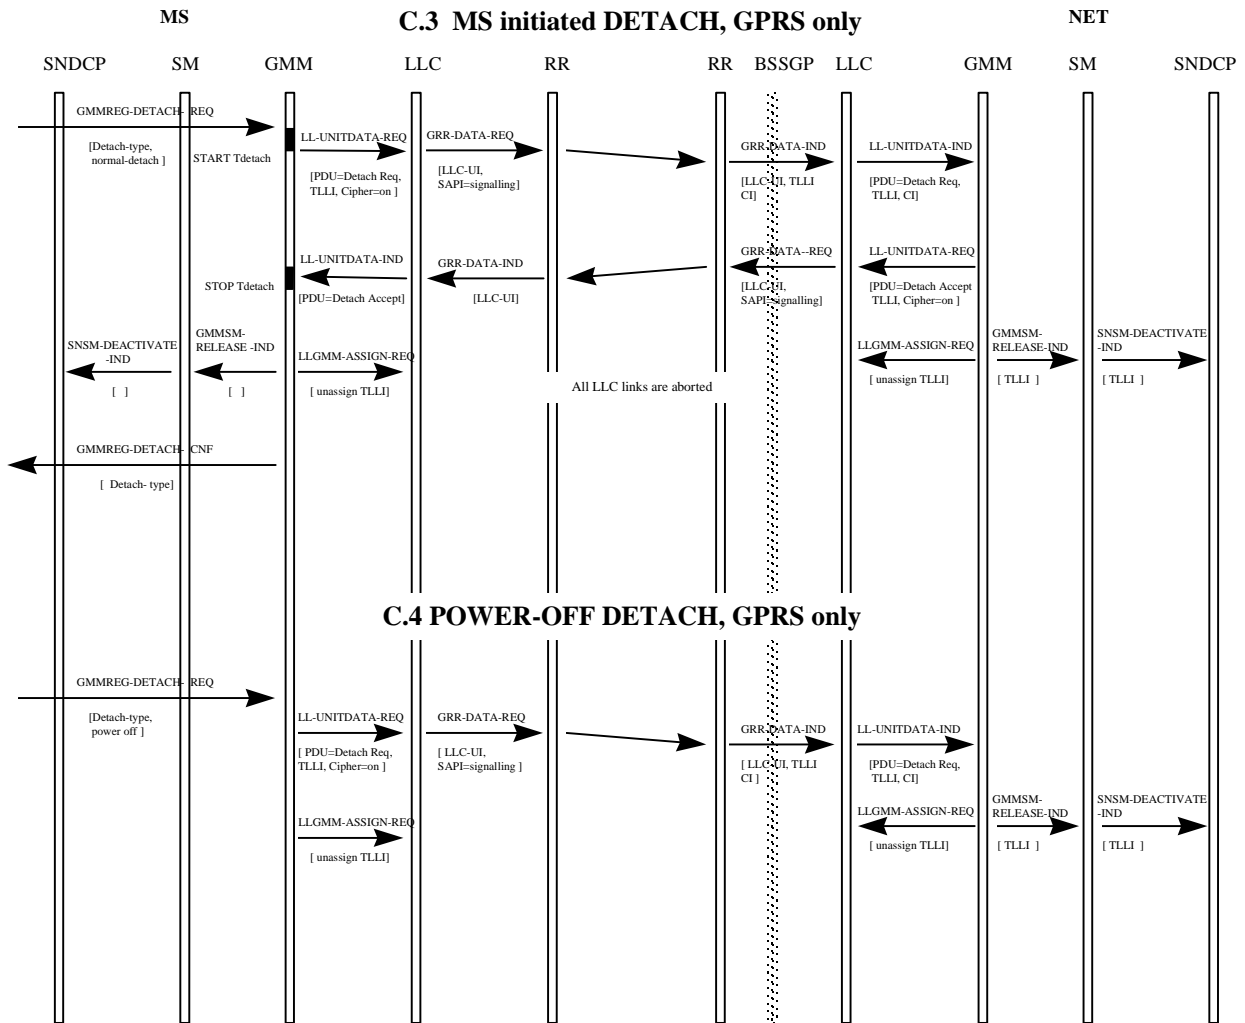 MS
C.3 MS initiated DETACH, GPRS only
NET
SNDCP SM GMM LLC RR RR BSSGP LLC GMM SM SNDCP
GMMREG-DETACH- REQ
[Detach-type,
normal-detach ]
START Tdetach
LL-UNITDATA-REQ
[PDU=Detach Req,
TLLI, Cipher=on ]
GRR-DATA-REQ
[LLC-UI,
SAPI=signalling]
GRR-DATA-IND
[LLC-UI, TLLI
CI]
LL-UNITDATA-IND
[PDU=Detach Req,
TLLI, CI]
LL-UNITDATA-IND
STOP Tdetach
[PDU=Detach Accept]
GRR-DATA-IND
[LLC-UI]
GRR-DATA--REQ
[LLC-UI,
SAPI=signalling]
LL-UNITDATA-REQ
[PDU=Detach Accept
TLLI, Cipher=on ]
SNSM-DEACTIVATE
-IND
[ ]
GMMSM-
RELEASE -IND
[ ]
LLGMM-ASSIGN-REQ
[ unassign TLLI]
All LLC links are aborted
LLGMM-ASSIGN-REQ
[ unassign TLLI]
GMMSM-
RELEASE-IND
[ TLLI ]
SNSM-DEACTIVATE
-IND
[ TLLI ]
GMMREG-DETACH- CNF
[ Detach- type]
C.4 POWER-OFF DETACH, GPRS only
GMMREG-DETACH- REQ
[Detach-type,
power off ]
LL-UNITDATA-REQ
[ PDU=Detach Req,
TLLI, Cipher=on ]
GRR-DATA-REQ
[ LLC-UI,
SAPI=signalling ]
GRR-DATA-IND
[ LLC-UI, TLLI
CI ]
LL-UNITDATA-IND
[PDU=Detach Req,
TLLI, CI]
LLGMM-ASSIGN-REQ
[ unassign TLLI]
LLGMM-ASSIGN-REQ
[ unassign TLLI]
GMMSM-
RELEASE-IND
[ TLLI ]
SNSM-DEACTIVATE
-IND
[ TLLI ]